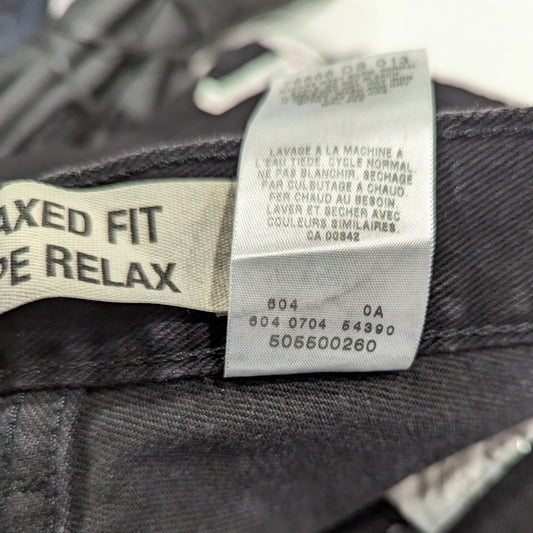 AXED FIT
PE RELAX
LAVAGE A LA MACHINE A
L'EAU TIEDE, CYCLE NORMAL,
NE PAS BLANCHIR, SECHAGE
PAR CULBUTAGE A CHAUD,
FER CHAUD AU BESOIN
LAVER ET SECHER AVEC
COULEURS SIMILAIRES
CA 00342
604 0A
604 0704 54390
505500260